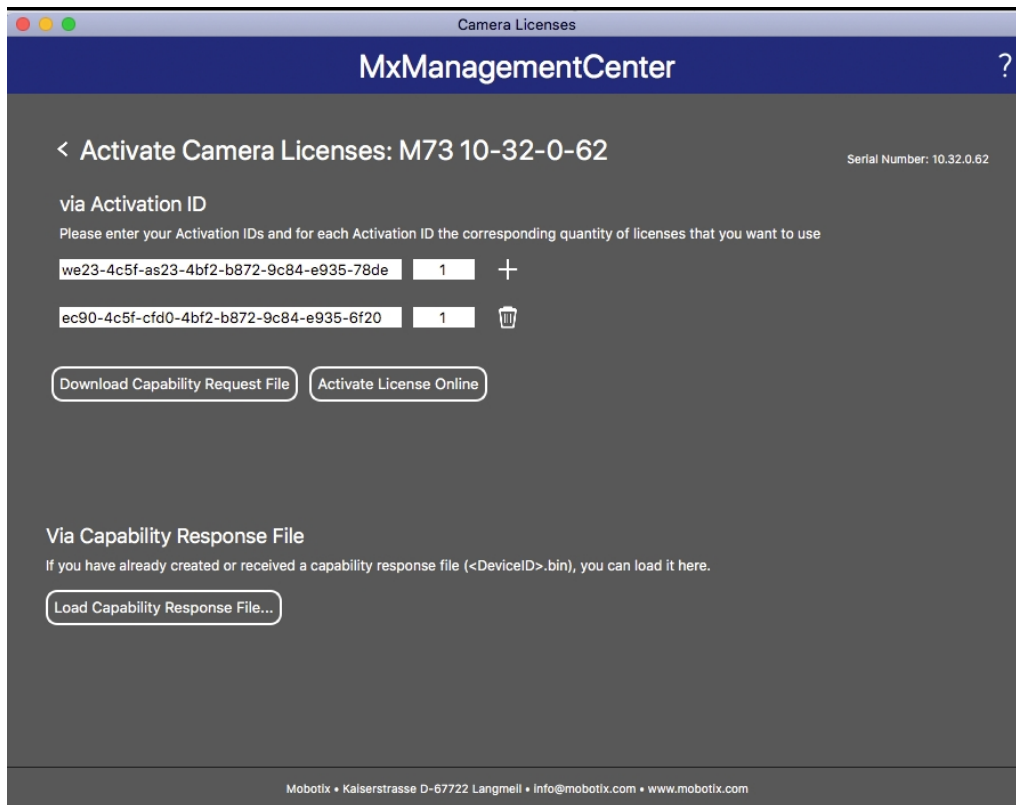 Camera Licenses
MxManagementCenter
?
< Activate Camera Licenses: M73 10-32-0-62
Serial Number: 10.32.0.62
via Activation ID
Please enter your Activation IDs and for each Activation ID the corresponding quantity of licenses that you want to use
we23-4c5f-as23-4bf2-b872-9c84-e935-78de 1 +
ec90-4c5f-cfd0-4bf2-b872-9c84-e935-6f20 1
Download Capability Request File Activate License Online
Via Capability Response File
If you have already created or received a capability response file (<DeviceID>.bin), you can load it here.
Load Capability Response File...
Mobotix • Kaiserstrasse D-67722 Langmeil • info@mobotix.com • www.mobotix.com